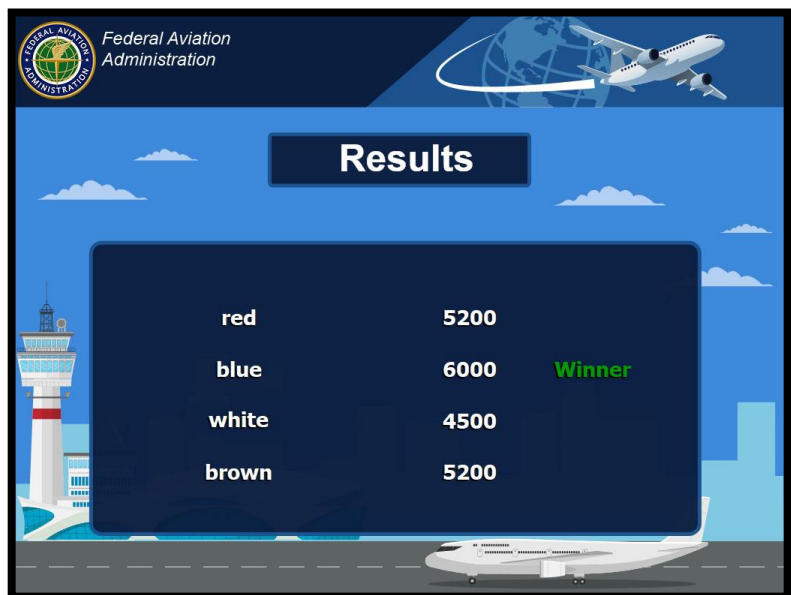 FEDERAL AVIATION
ADMINISTRATION
Federal Aviation
Administration
Results
red 5200
blue 6000 Winner
white 4500
brown 5200